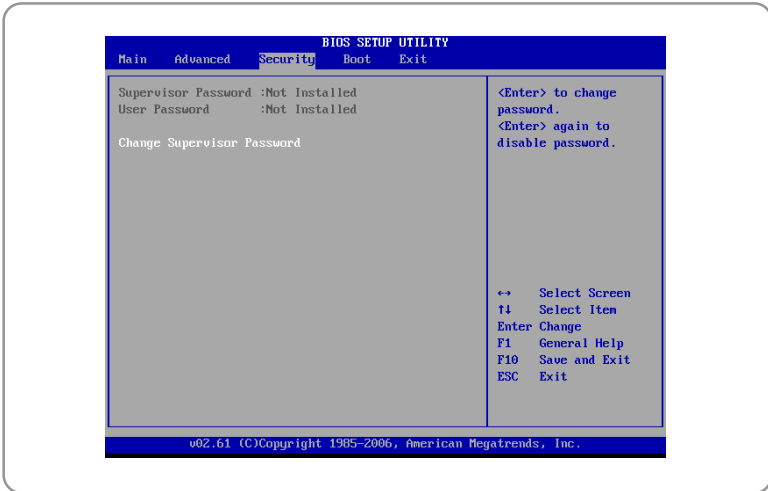 BIOS SETUP UTILITY
Main Advanced Security Boot Exit
Supervisor Password :Not Installed
User Password :Not Installed
Change Supervisor Password
<Enter> to change
password.
<Enter> again to
disable password.
↔ Select Screen
↑↓ Select Item
Enter Change
F1 General Help
F10 Save and Exit
ESC Exit
v02.61 (C)Copyright 1985-2006, American Megatrends, Inc.